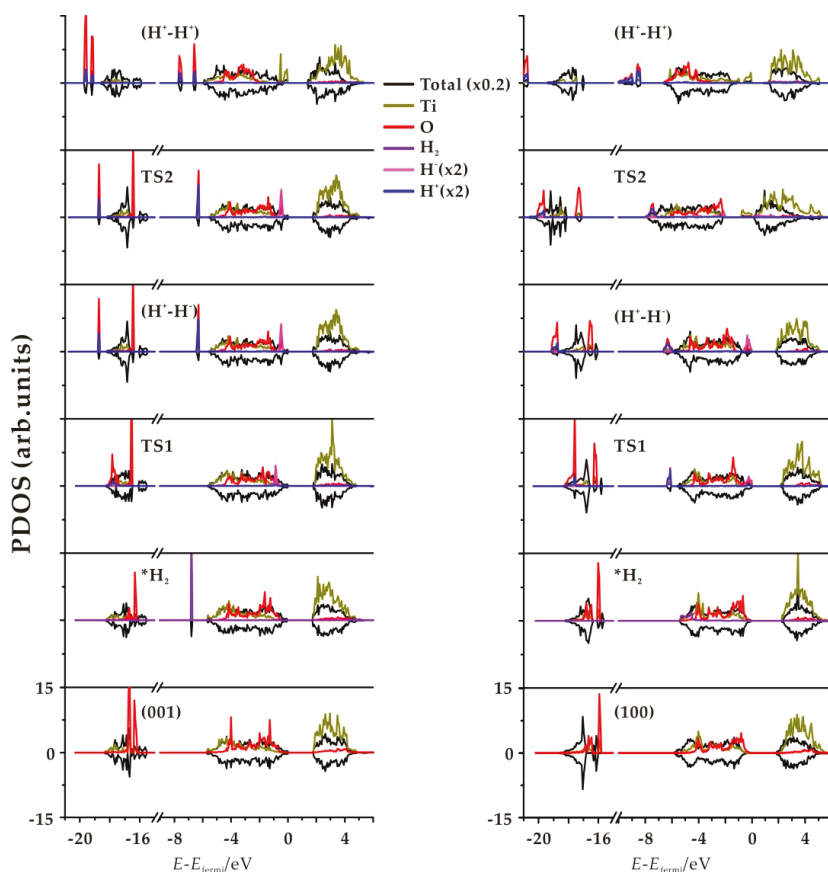 PDOS (arb.units)
(H⁺-H⁺)
TS2
(H⁺-H⁻)
TS1
*H₂
(001)
15
0
-15
-20 -16 -8 -4 0 4
E-E_fermi/eV
Total (x0.2)
Ti
O
H₂
H⁻(x2)
H⁺(x2)
(H⁺-H⁺)
TS2
(H⁺-H⁻)
TS1
*H₂
(100)
15
0
-15
-20 -16 -8 -4 0 4
E-E_fermi/eV